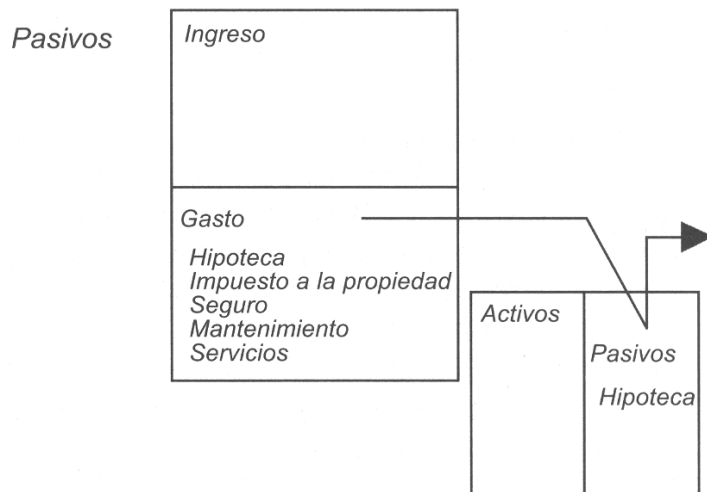 Pasivos
Ingreso
Gasto
Hipoteca
Impuesto a la propiedad
Seguro
Mantenimiento
Servicios
Activos
Pasivos
Hipoteca